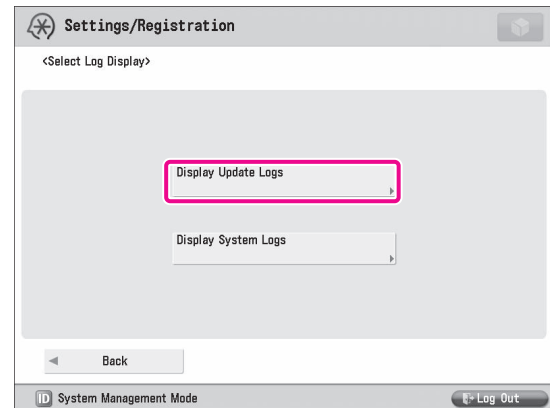 Settings/Registration
<Select Log Display>
Display Update Logs
Display System Logs
Back
ID System Management Mode
Log Out